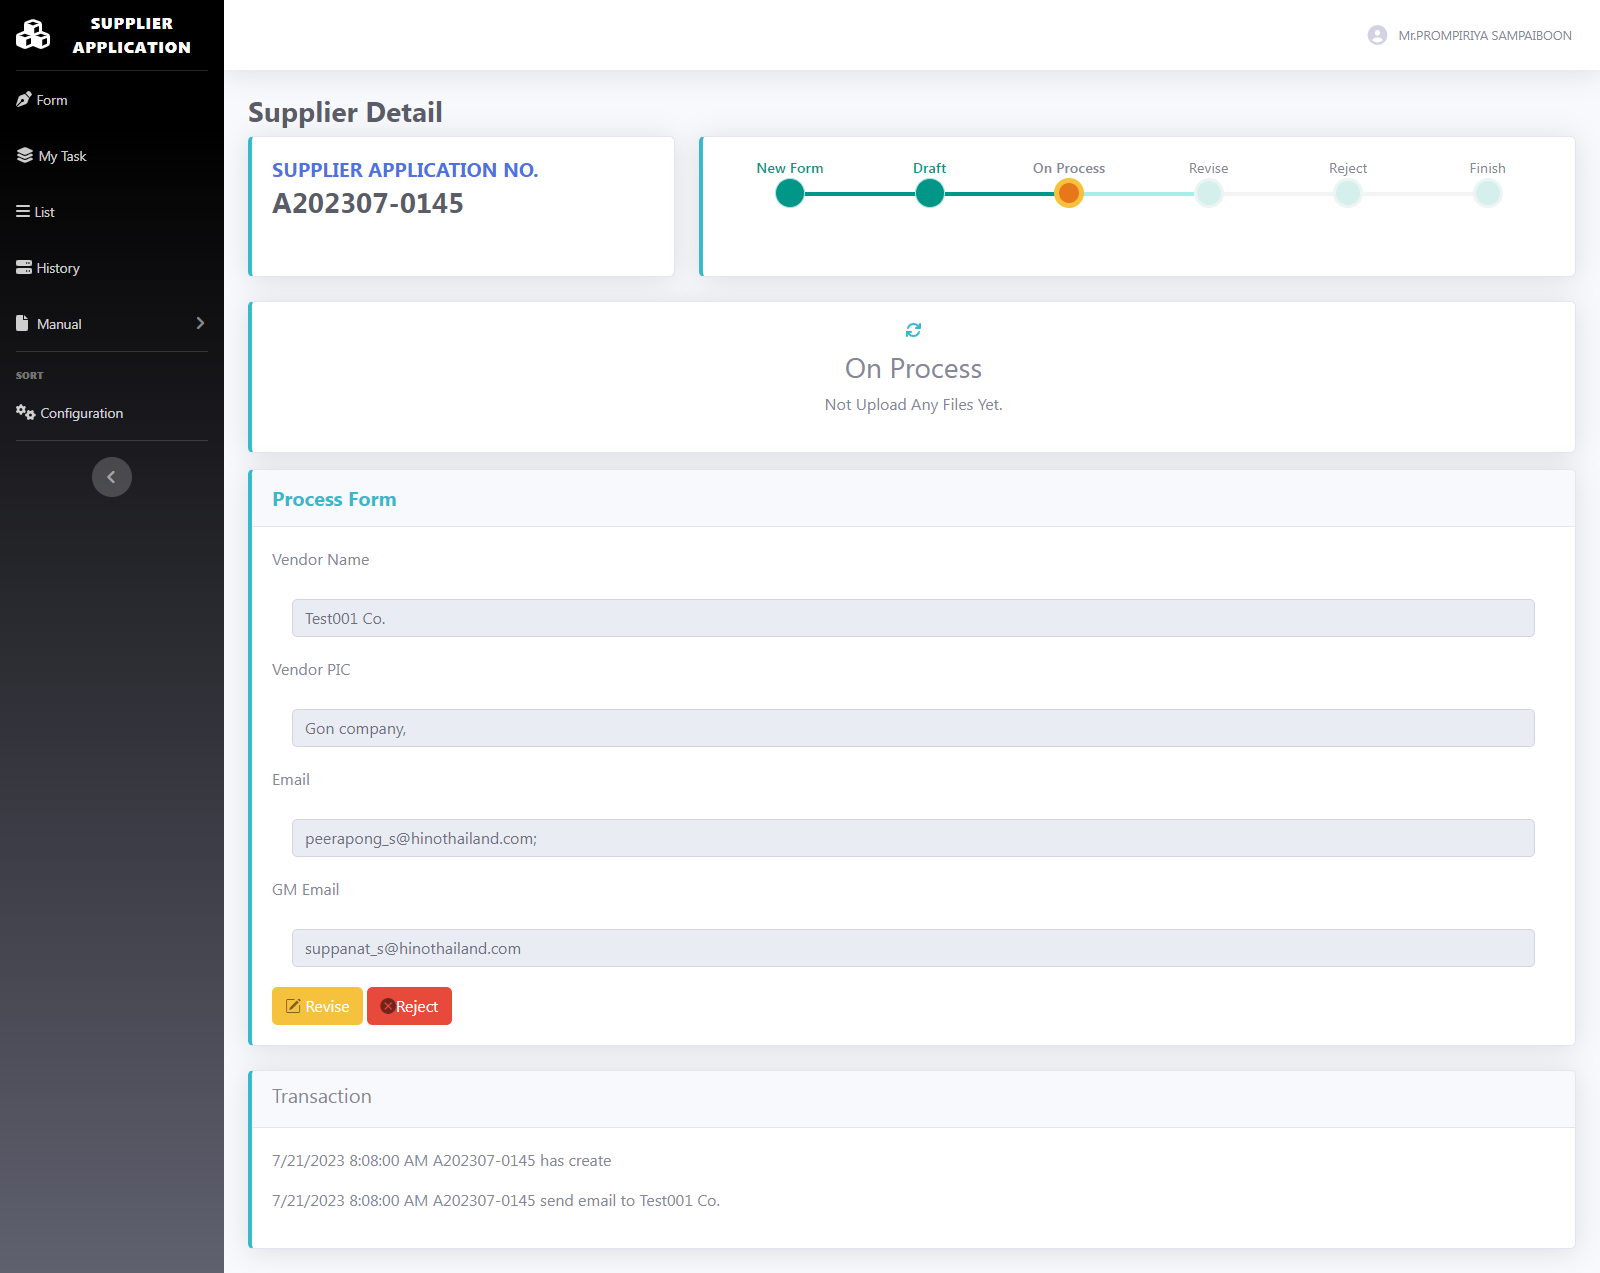 SUPPLIER
APPLICATION
Form
My Task
List
History
Manual
SORT
Configuration
Mr.PROMPIRIYA SAMPAIBOON
Supplier Detail
SUPPLIER APPLICATION NO.
A202307-0145
New Form Draft On Process Revise Reject Finish
On Process
Not Upload Any Files Yet.
Process Form
Vendor Name
Test001 Co.
Vendor PIC
Gon company,
Email
peerapong_s@hinothailand.com;
GM Email
suppanat_s@hinothailand.com
Revise Reject
Transaction
7/21/2023 8:08:00 AM A202307-0145 has create
7/21/2023 8:08:00 AM A202307-0145 send email to Test001 Co.